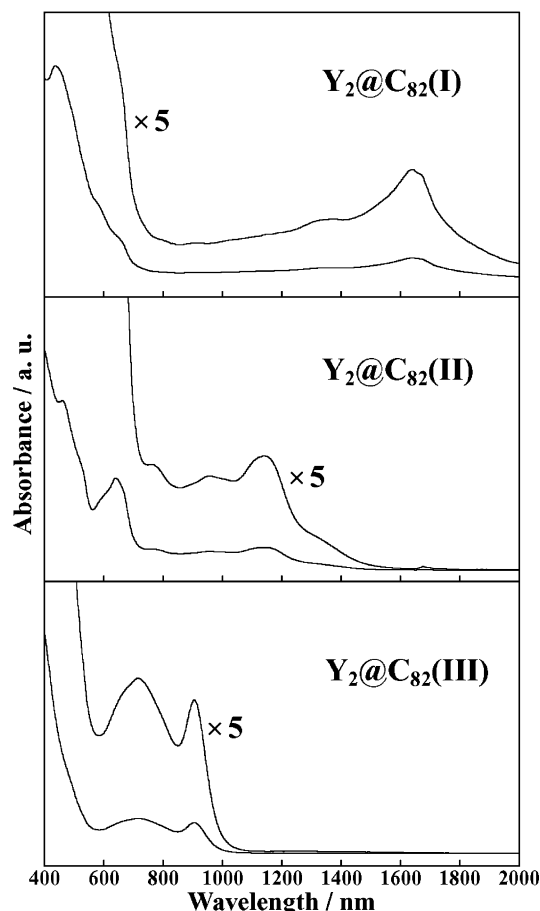 Y₂@C₈₂(I)
× 5
Y₂@C₈₂(II)
× 5
Y₂@C₈₂(III)
× 5
Absorbance / a. u.
400 600 800 1000 1200 1400 1600 1800 2000
Wavelength / nm